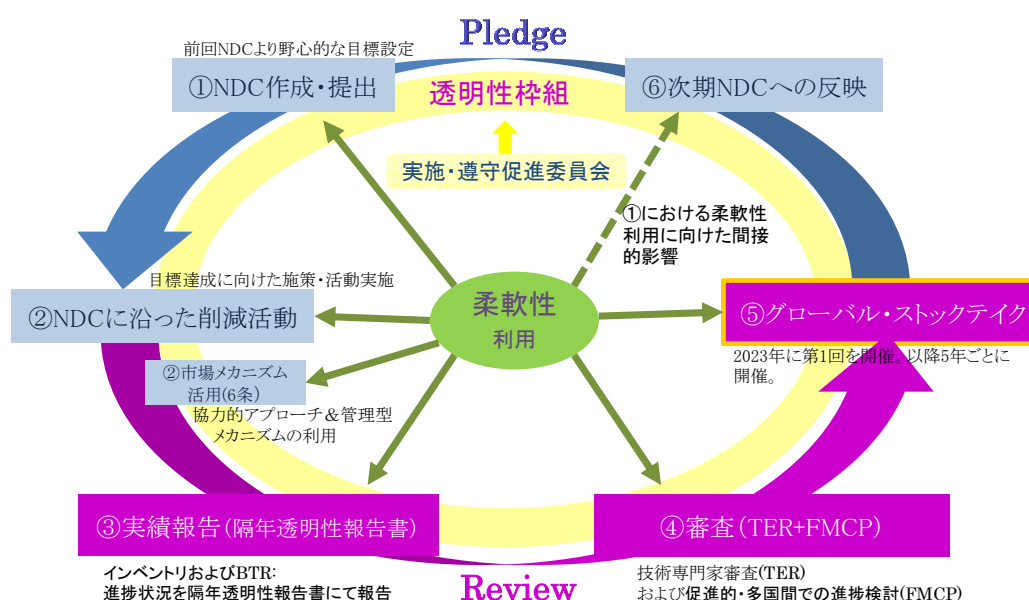 Pledge
前回NDCより野心的な目標設定
①NDC作成・提出
透明性枠組
⑥次期NDCへの反映
実施・遵守促進委員会
①における柔軟性
利用に向けた間接
的影響
目標達成に向けた施策・活動実施
②NDCに沿った削減活動
柔軟性
利用
⑤グローバル・ストックテイク
2023年に第1回を開催。以降5年ごとに
開催。
②市場メカニズム
活用(6条)
協力的アプローチ＆管理型
メカニズムの利用
③実績報告(隔年透明性報告書)
④審査(TER+FMCP)
インベントリおよびBTR:
進捗状況を隔年透明性報告書にて報告
Review
技術専門家審査(TER)
および促進的・多国間での進捗検討(FMCP)